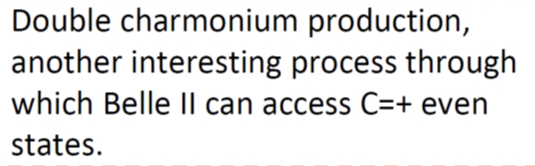 Double charmonium production,
another interesting process through
which Belle II can access C=+ even
states.